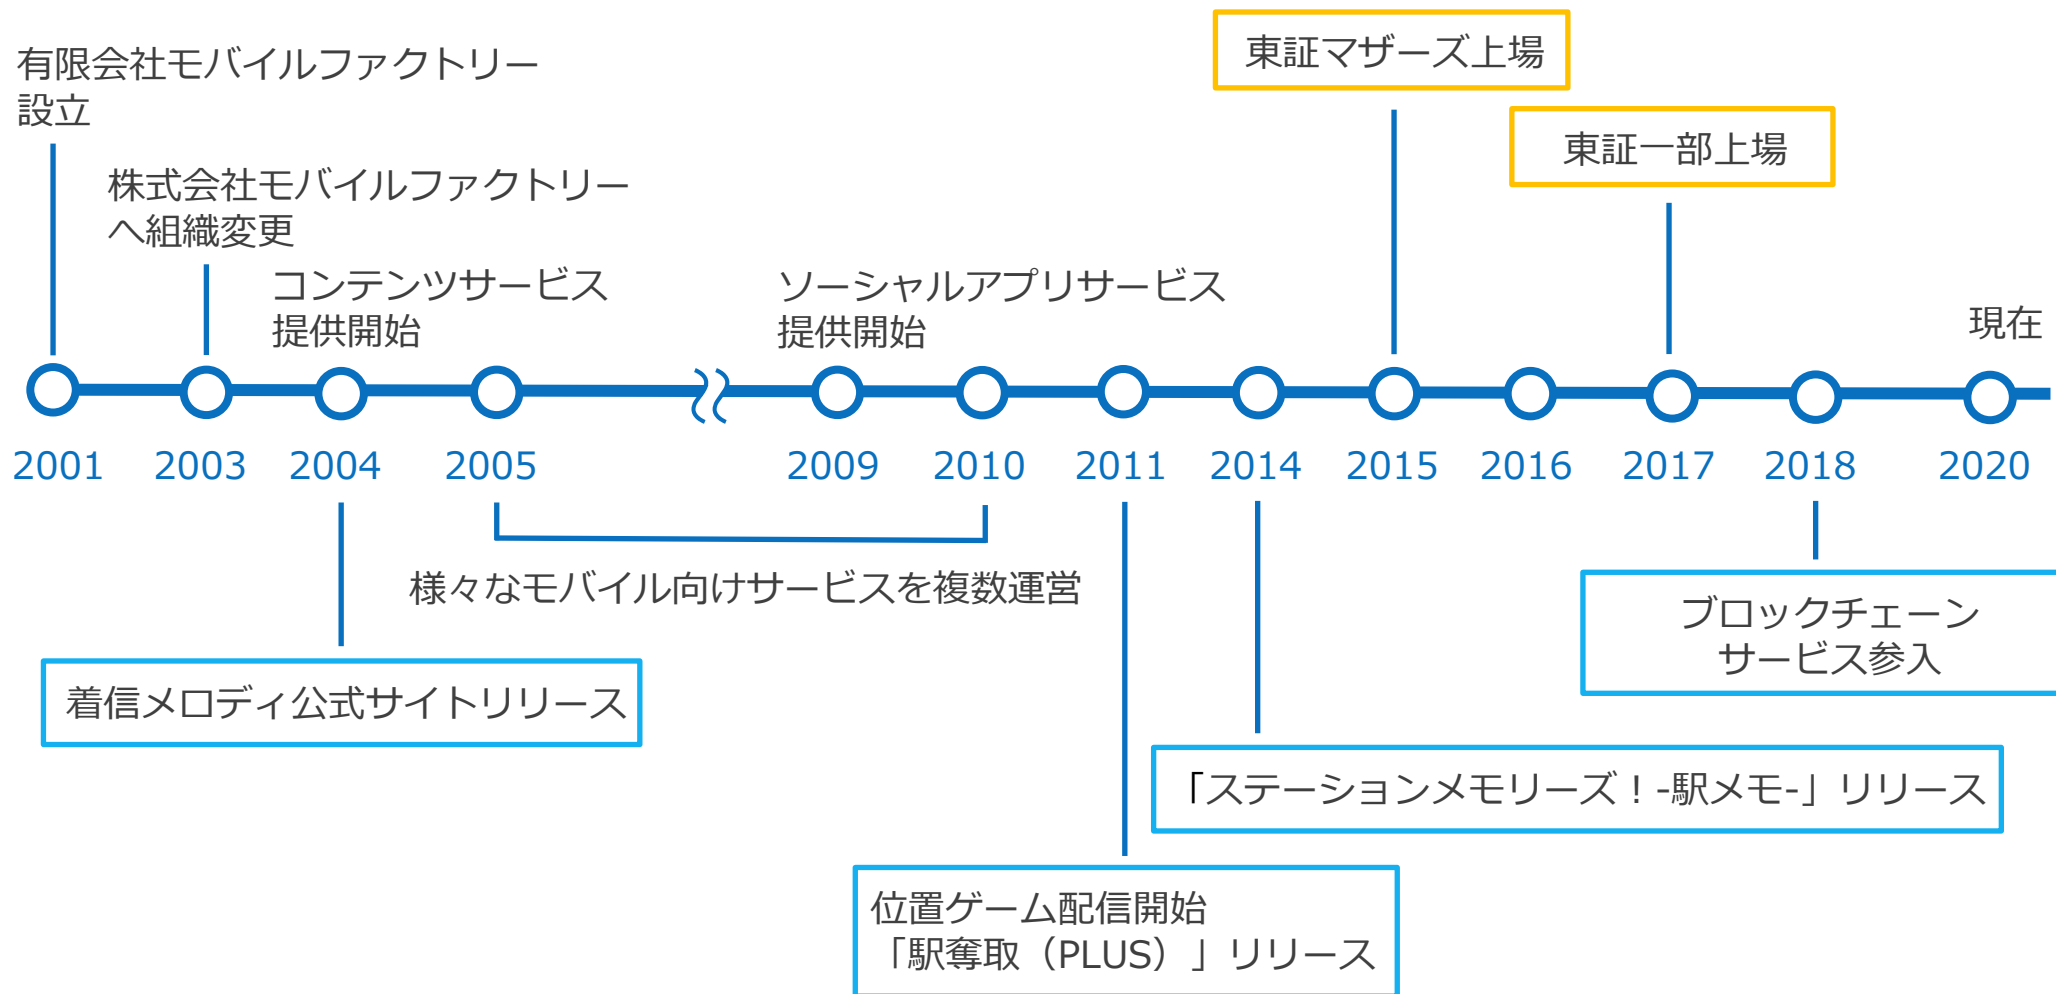 東証マザーズ上場
有限会社モバイルファクトリー
設立
東証一部上場
株式会社モバイルファクトリー
へ組織変更
コンテンツサービス
提供開始
ソーシャルアプリサービス
提供開始
現在
2001
2003
2004
2005
2009
2010
2011
2014
2015
2016
2017
2018
2020
様々なモバイル向けサービスを複数運営
ブロックチェーン
サービス参入
着信メロディ公式サイトリリース
「ステーションメモリーズ！-駅メモ-」リリース
位置ゲーム配信開始
「駅奪取（PLUS）」リリース